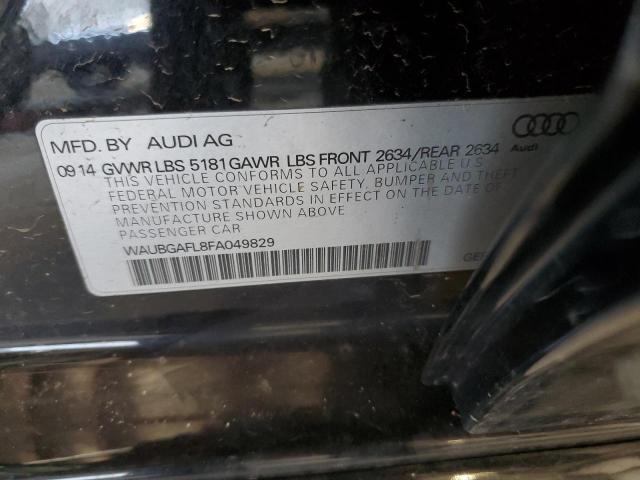 MFD. BY AUDI AG
09 14 GVWR LBS 5181 GAWR LBS FRONT 2634/REAR 2634
THIS VEHICLE CONFORMS TO ALL APPLICABLE U.S.
FEDERAL MOTOR VEHICLE SAFETY, BUMPER AND THEFT
PREVENTION STANDARDS IN EFFECT ON THE DATE OF
MANUFACTURE SHOWN ABOVE
PASSENGER CAR
WAUBGAFL8FA049829
Audi